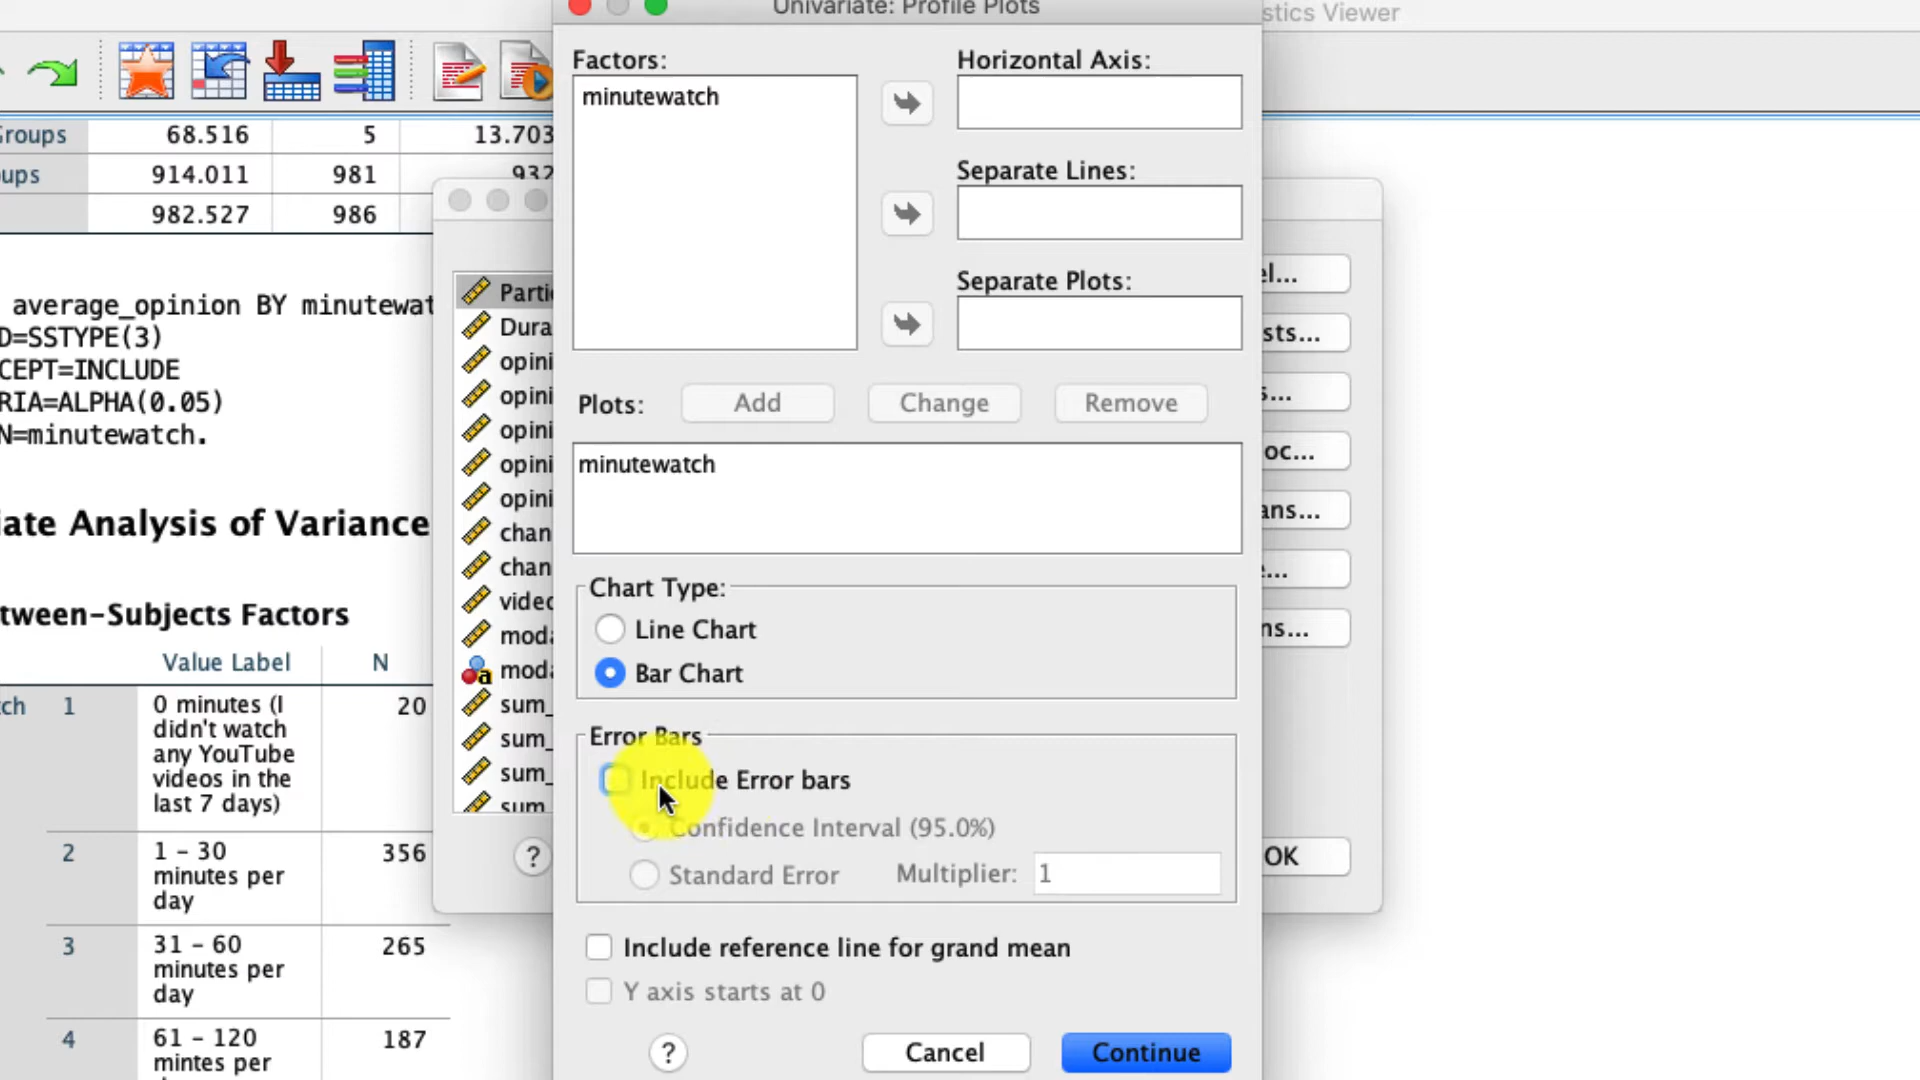 Univariate: Profile Plots
stics Viewer
Factors:
minutewatch
Horizontal Axis:
Separate Lines:
Separate Plots:
Groups 68.516 5 13.703
ups 914.011 981 932
982.527 986
average_opinion BY minutewat
D=SSTYPE(3)
CEPT=INCLUDE
RIA=ALPHA(0.05)
N=minutewatch.
iate Analysis of Variance
tween-Subjects Factors
Value Label N
ch 1 0 minutes (I 20
didn't watch
any YouTube
videos in the
last 7 days)
2 1 - 30 356
minutes per
day
3 31 - 60 265
minutes per
day
4 61 - 120 187
mintes per
Parti
Dura
opini
opini
opini
opini
opini
chan
chan
videc
moda
moda
sum_
sum_
sum_
sum
?
Plots: Add Change Remove
minutewatch
Chart Type:
Line Chart
Bar Chart
Error Bars
Include Error bars
Confidence Interval (95.0%)
Standard Error Multiplier: 1
Include reference line for grand mean
Y axis starts at 0
? Cancel Continue
el...
sts...
s...
oc...
ans...
e...
ns...
OK